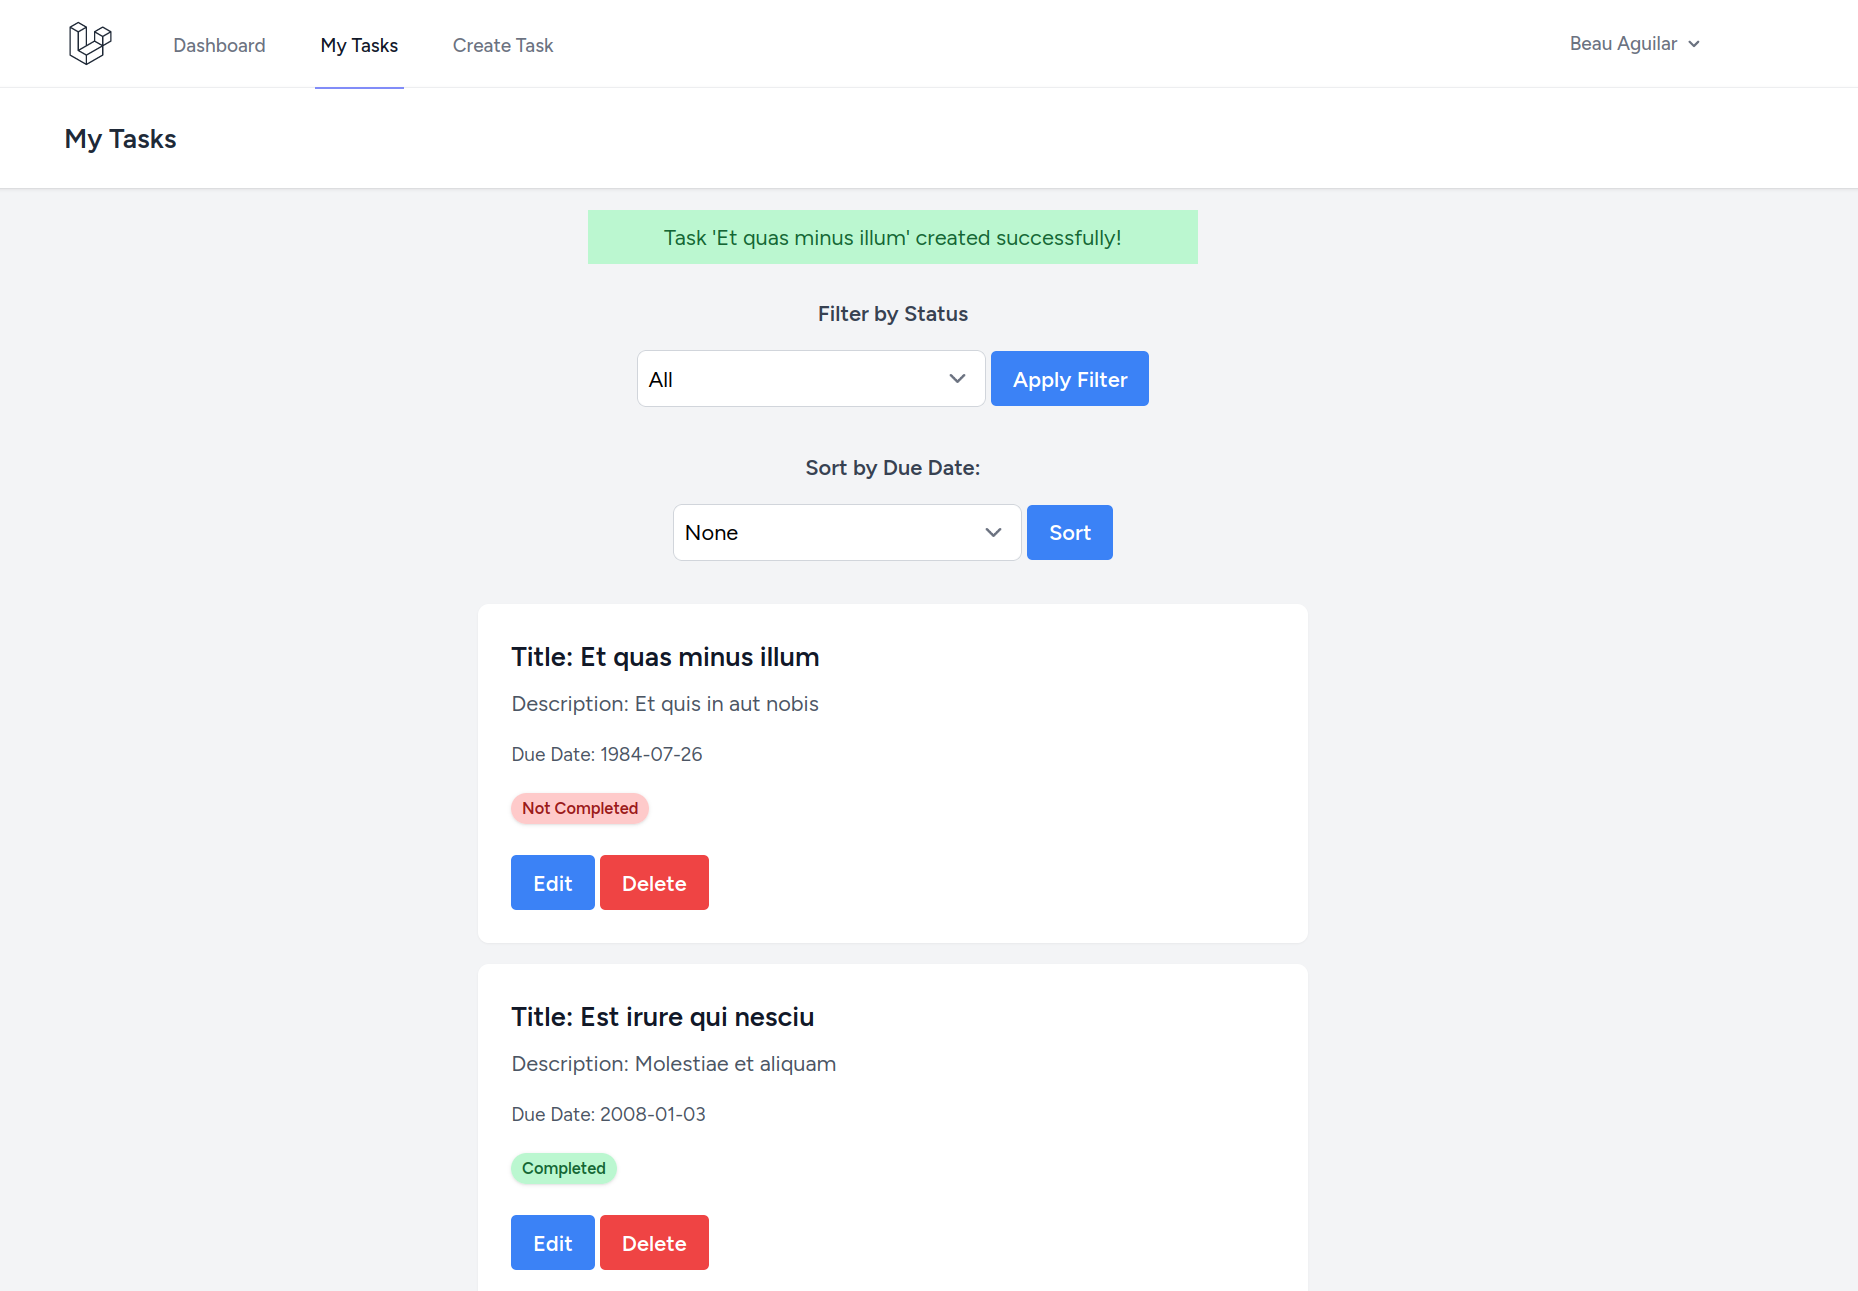 Dashboard My Tasks Create Task Beau Aguilar
My Tasks
Task 'Et quas minus illum' created successfully!
Filter by Status
All Apply Filter
Sort by Due Date:
None Sort
Title: Et quas minus illum
Description: Et quis in aut nobis
Due Date: 1984-07-26
Not Completed
Edit Delete
Title: Est irure qui nesciu
Description: Molestiae et aliquam
Due Date: 2008-01-03
Completed
Edit Delete